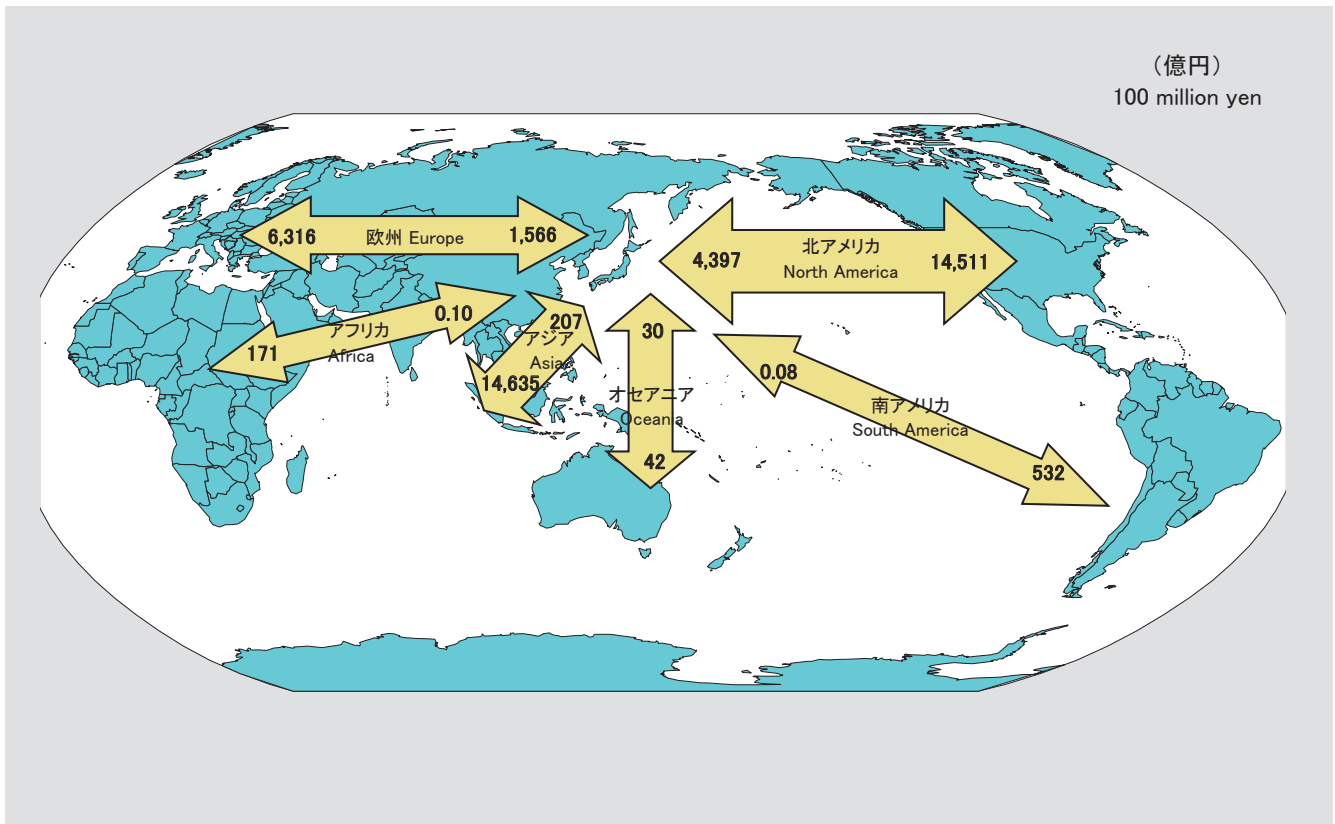 （億円）
100 million yen
6,316
欧州 Europe
1,566
4,397
北アメリカ
North America
14,511
171
アフリカ
Africa
0.10
207
アジア
Asia
14,635
30
オセアニア
Oceania
42
0.08
南アメリカ
South America
532